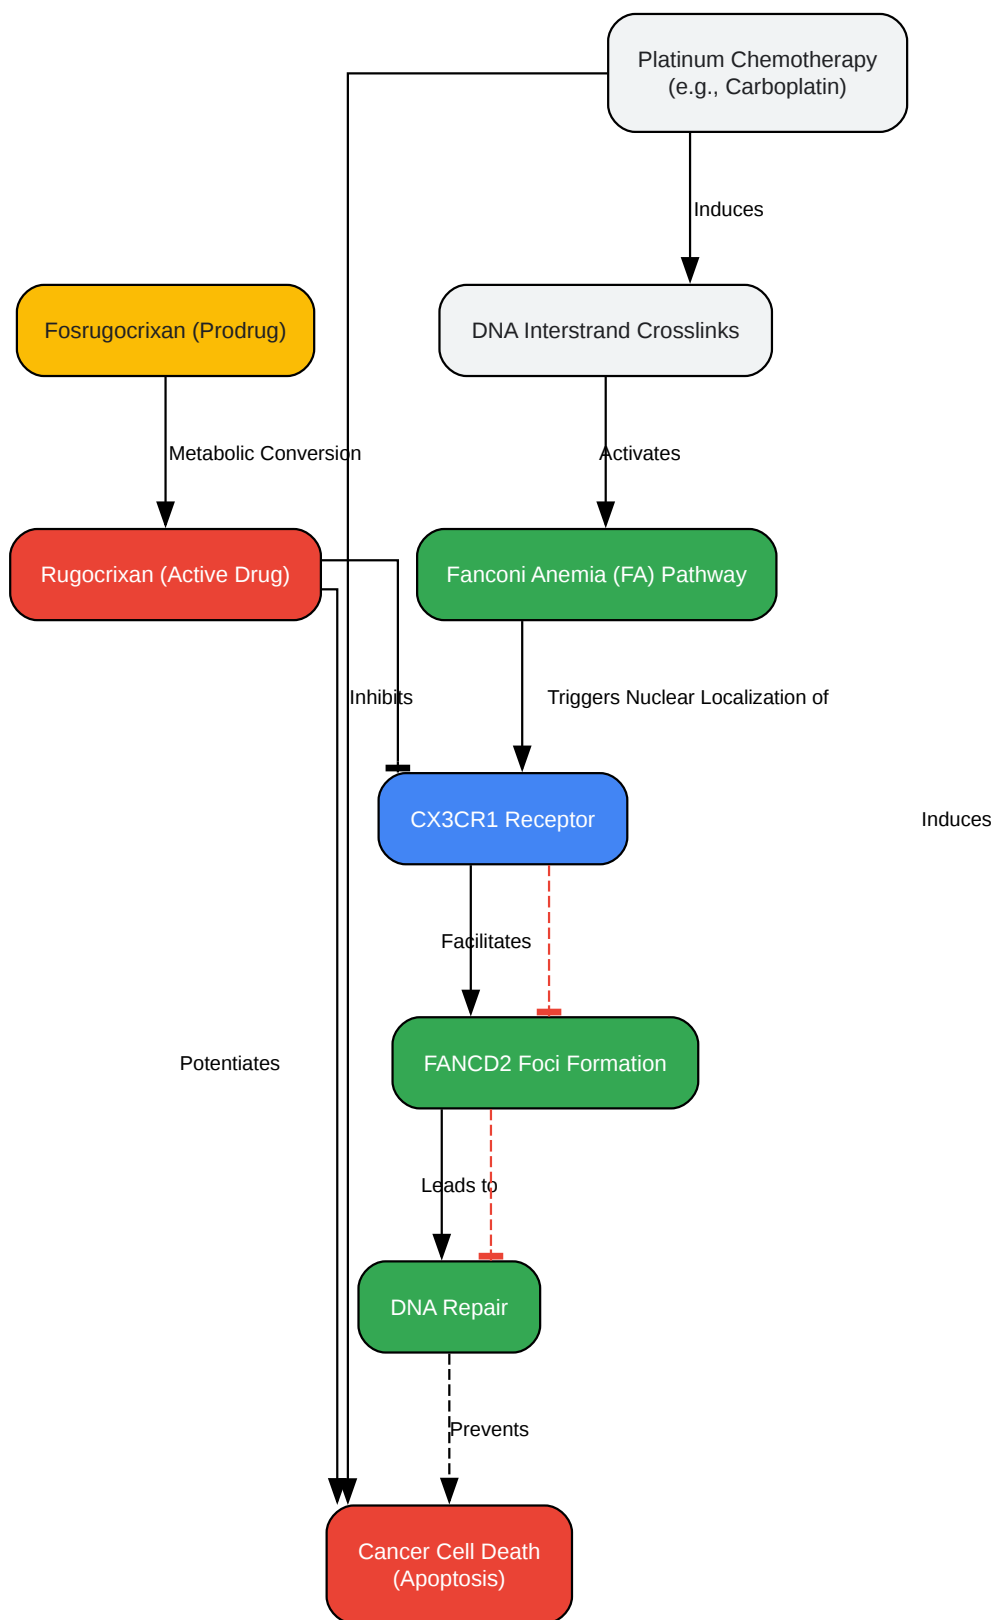 Platinum Chemotherapy
(e.g., Carboplatin)
Induces
Fosrugocrixan (Prodrug)
DNA Interstrand Crosslinks
Metabolic Conversion
Activates
Rugocrixan (Active Drug)
Fanconi Anemia (FA) Pathway
Inhibits
Triggers Nuclear Localization of
CX3CR1 Receptor
Induces
Facilitates
Potentiates
FANCD2 Foci Formation
Leads to
DNA Repair
Prevents
Cancer Cell Death
(Apoptosis)